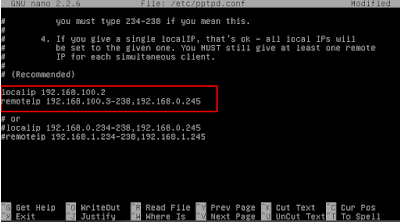 GNU nano 2.2.6 File: /etc/pptpd.conf Modified
# you must type 234-238 if you mean this.
#
# 4. If you give a single localIP, that's ok - all local IPs will
# be set to the given one. You MUST still give at least one remote
# IP for each simultaneous client.
#
# (Recommended)
localip 192.168.100.2
remoteip 192.168.100.3-238,192.168.0.245
# or
#localip 192.168.0.234-238,192.168.0.245
#remoteip 192.168.1.234-238,192.168.1.245
^G Get Help ^O WriteOut ^R Read File ^Y Prev Page ^K Cut Text ^C Cur Pos
^X Exit ^J Justify ^W Where Is ^V Next Page ^U UnCut Text ^T To Spell